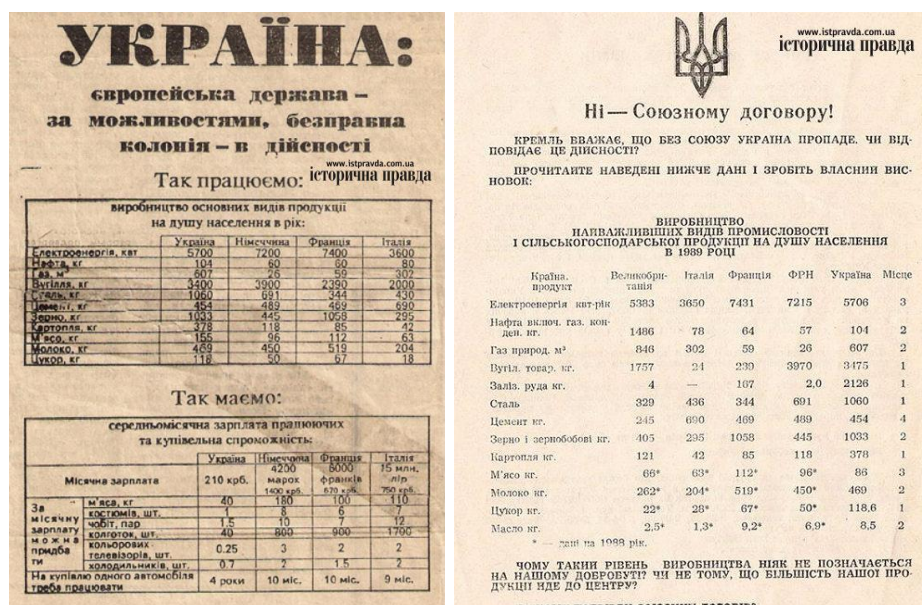 УКРАЇНА:
європейська держава –
за можливостями, безправна
колонія – в дійсності
www.istpravda.com.ua
історична правда
Так працюємо:
виробництво основних видів продукції
на душу населення в рік:
Україна Німеччина Франція Італія
Електроенергія, квт 5700 7200 7400 3600
Нафта, кг 104 60 60 80
Газ, м³ 607 26 59 302
Вугілля, кг 3400 3900 2390 2000
Сталь, кг 1060 691 344 430
Цемент, кг 454 489 469 690
Зерно, кг 1033 445 1058 295
Картопля, кг 378 118 85 42
М'ясо, кг 155 96 112 63
Молоко, кг 469 450 519 204
Цукор, кг 118 50 67 18
Так маємо:
середньомісячна зарплата працюючих
та купівельна спроможність:
Україна Німеччина Франція Італія
Місячна зарплата 210 крб. 4200 марок 1400 крб. 6000 франків 670 крб. 15 млн. лір 750 крб.
За місячну зарплату можна придбати
м'яса, кг 40 180 100 110
костюмів, шт. 1 8 6 7
чобіт, пар 1.5 10 7 12
колготок, шт. 40 800 900 1700
кольорових телевізорів, шт. 0.25 3 2 2
холодильників, шт. 0.7 2 1.5 2
На купівлю одного автомобіля треба працювати 4 роки 10 міс. 10 міс. 9 міс.
www.istpravda.com.ua
історична правда
Ні — Союзному договору!
КРЕМЛЬ ВВАЖАЄ, ЩО БЕЗ СОЮЗУ УКРАЇНА ПРОПАДЕ. ЧИ ВІД-
ПОВІДАЄ ЦЕ ДІЙСНОСТІ?
ПРОЧИТАЙТЕ НАВЕДЕНІ НИЖЧЕ ДАНІ І ЗРОБІТЬ ВЛАСНИЙ ВИС-
НОВОК:
ВИРОБНИЦТВО
НАЙВАЖЛИВІШИХ ВИДІВ ПРОМИСЛОВОСТІ
І СІЛЬСЬКОГОСПОДАРСЬКОЇ ПРОДУКЦІЇ НА ДУШУ НАСЕЛЕННЯ
В 1989 РОЦІ
Країна. продукт Великобри- танія Італія Франція ФРН Україна Місце
Електроенергія квт-рік 5383 3650 7431 7215 5706 3
Нафта включ. газ. кон-
ден. кг. 1486 78 64 57 104 2
Газ природ. м³ 846 302 59 26 607 2
Вугіл. товар. кг. 1757 24 239 3970 3475 1
Заліз. руда кг. 4 — 167 2,0 2126 1
Сталь 329 436 344 691 1060 1
Цемент кг. 245 690 469 489 454 4
Зерно і зернобобові кг. 405 295 1058 445 1033 2
Картопля кг. 121 42 85 118 378 1
М'ясо кг. 66* 63* 112* 96* 86 3
Молоко кг. 262* 204* 519* 450* 469 2
Цукор кг. 22* 28* 67* 50* 118,6 1
Масло кг. 2,5* 1,3* 9,2* 6,9* 8,5 2
* — дані на 1988 рік.
ЧОМУ ТАКИЙ РІВЕНЬ ВИРОБНИЦТВА НІЯК НЕ ПОЗНАЧАЄТЬСЯ
НА НАШОМУ ДОБРОБУТІ? ЧИ НЕ ТОМУ, ЩО БІЛЬШІСТЬ НАШОЇ ПРО-
ДУКЦІЇ ЙДЕ ДО ЦЕНТРУ?